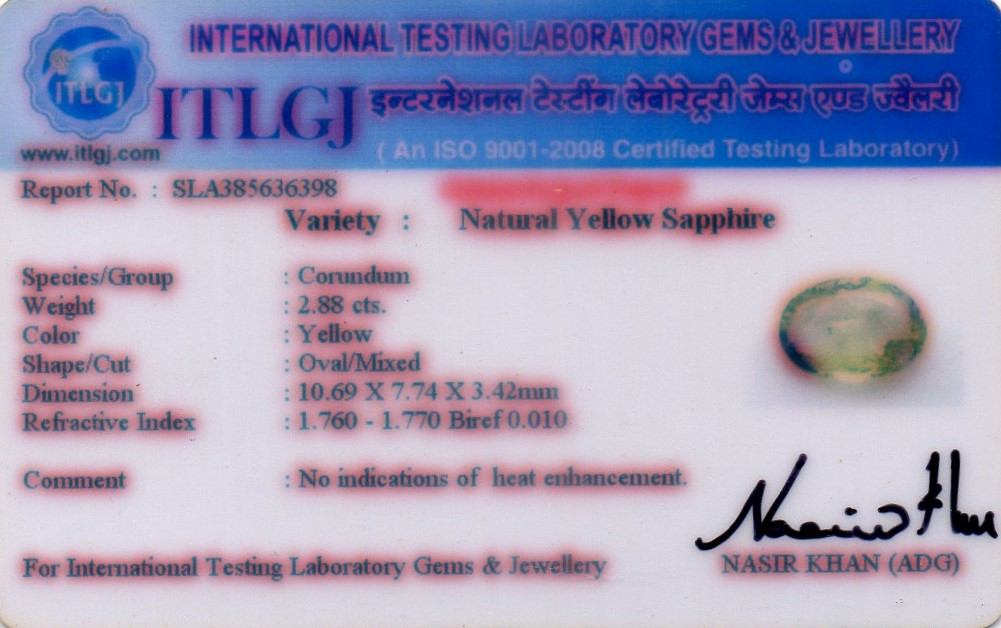 INTERNATIONAL TESTING LABORATORY GEMS & JEWELLERY
ITLGJ
ITLGJ इन्टरनेशनल टेस्टींग लेबोरेट्री जेम्स एण्ड ज्वैलरी
www.itlgj.com
( An ISO 9001-2008 Certified Testing Laboratory)
Report No. : SLA385636398
Variety : Natural Yellow Sapphire
Species/Group : Corundum
Weight : 2.88 cts.
Color : Yellow
Shape/Cut : Oval/Mixed
Dimension : 10.69 X 7.74 X 3.42mm
Refractive Index : 1.760 - 1.770 Biref 0.010
Comment : No indications of heat enhancement.
Nasir Khan
For International Testing Laboratory Gems & Jewellery
NASIR KHAN (ADG)